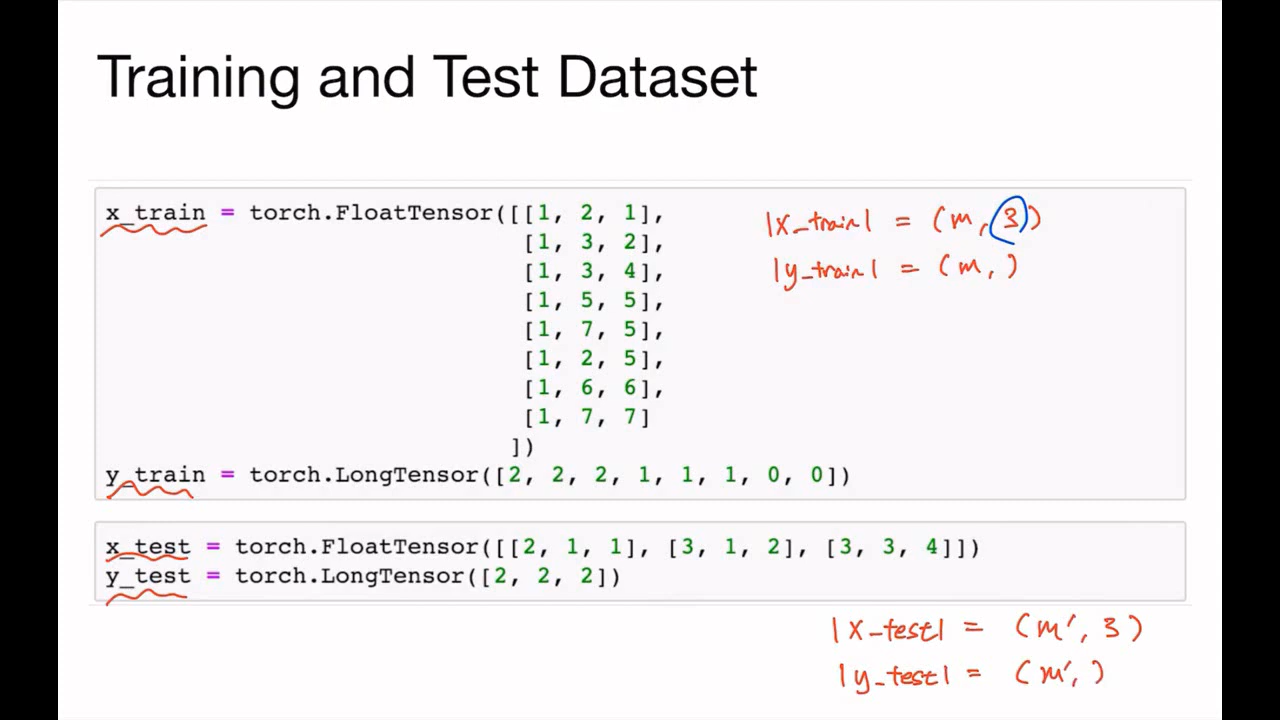 Training and Test Dataset
x_train = torch.FloatTensor([[1, 2, 1],
[1, 3, 2],
[1, 3, 4],
[1, 5, 5],
[1, 7, 5],
[1, 2, 5],
[1, 6, 6],
[1, 7, 7]
])
y_train = torch.LongTensor([2, 2, 2, 1, 1, 1, 0, 0])
|x_train| = (m, 3)
|y_train| = (m, )
x_test = torch.FloatTensor([[2, 1, 1], [3, 1, 2], [3, 3, 4]])
y_test = torch.LongTensor([2, 2, 2])
|x_test| = (m', 3)
|y_test| = (m', )